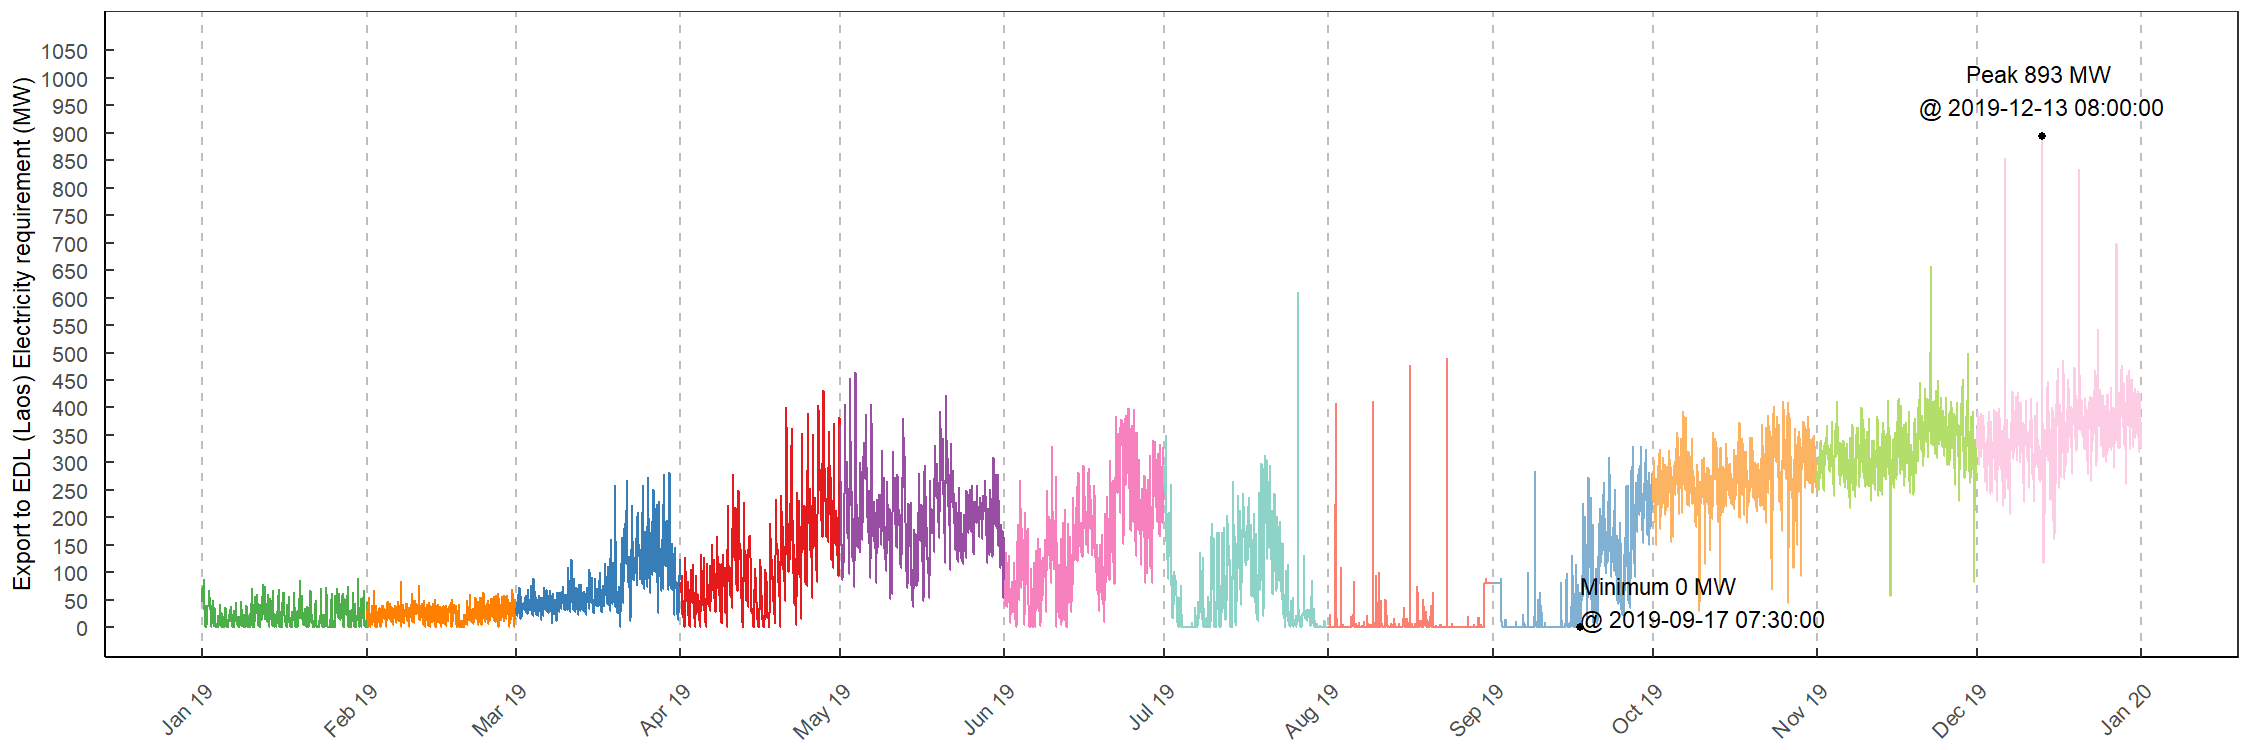 Export to EDL (Laos) Electricity requirement (MW)
1050
1000
950
900
850
800
750
700
650
600
550
500
450
400
350
300
250
200
150
100
50
0
Peak 893 MW
@ 2019-12-13 08:00:00
Minimum 0 MW
@ 2019-09-17 07:30:00
Jan 19
Feb 19
Mar 19
Apr 19
May 19
Jun 19
Jul 19
Aug 19
Sep 19
Oct 19
Nov 19
Dec 19
Jan 20